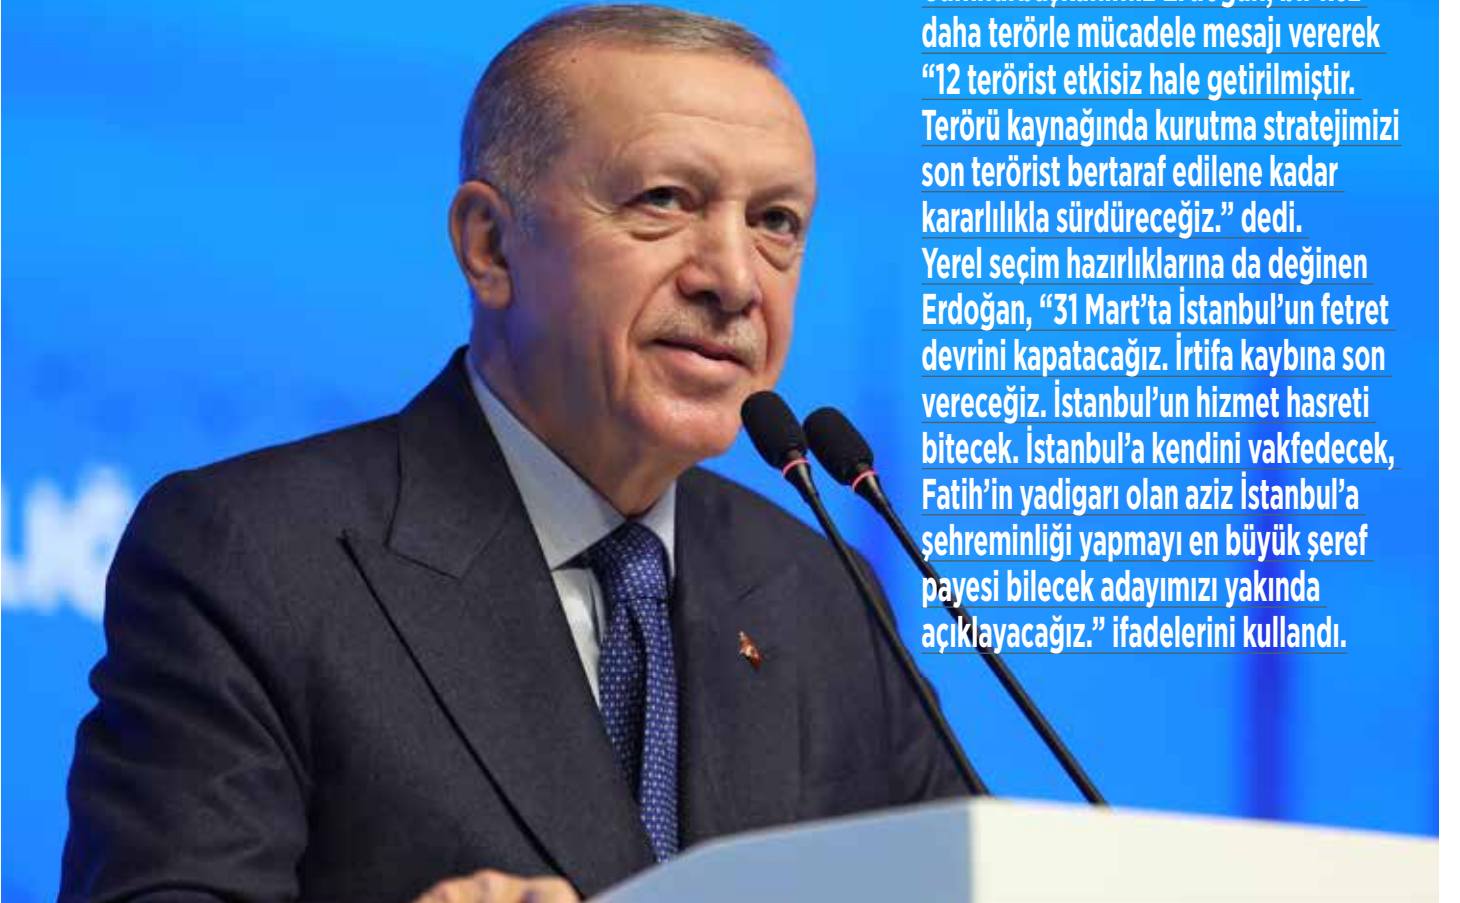 daha terörle mücadele mesajı vererek
“12 terörist etkisiz hale getirilmiştir.
Terörü kaynağında kurutma stratejimizi
son terörist bertaraf edilene kadar
kararlılıkla sürdüreceğiz.” dedi.
Yerel seçim hazırlıklarına da değinen
Erdoğan, “31 Mart’ta İstanbul’un fetret
devrini kapatacağız. İrtifa kaybına son
vereceğiz. İstanbul’un hizmet hasreti
bitecek. İstanbul’a kendini vakfedecek,
Fatih’in yadigarı olan aziz İstanbul’a
şehreminliği yapmayı en büyük şeref
payesi bilecek adayımızı yakında
açıklayacağız.” ifadelerini kullandı.